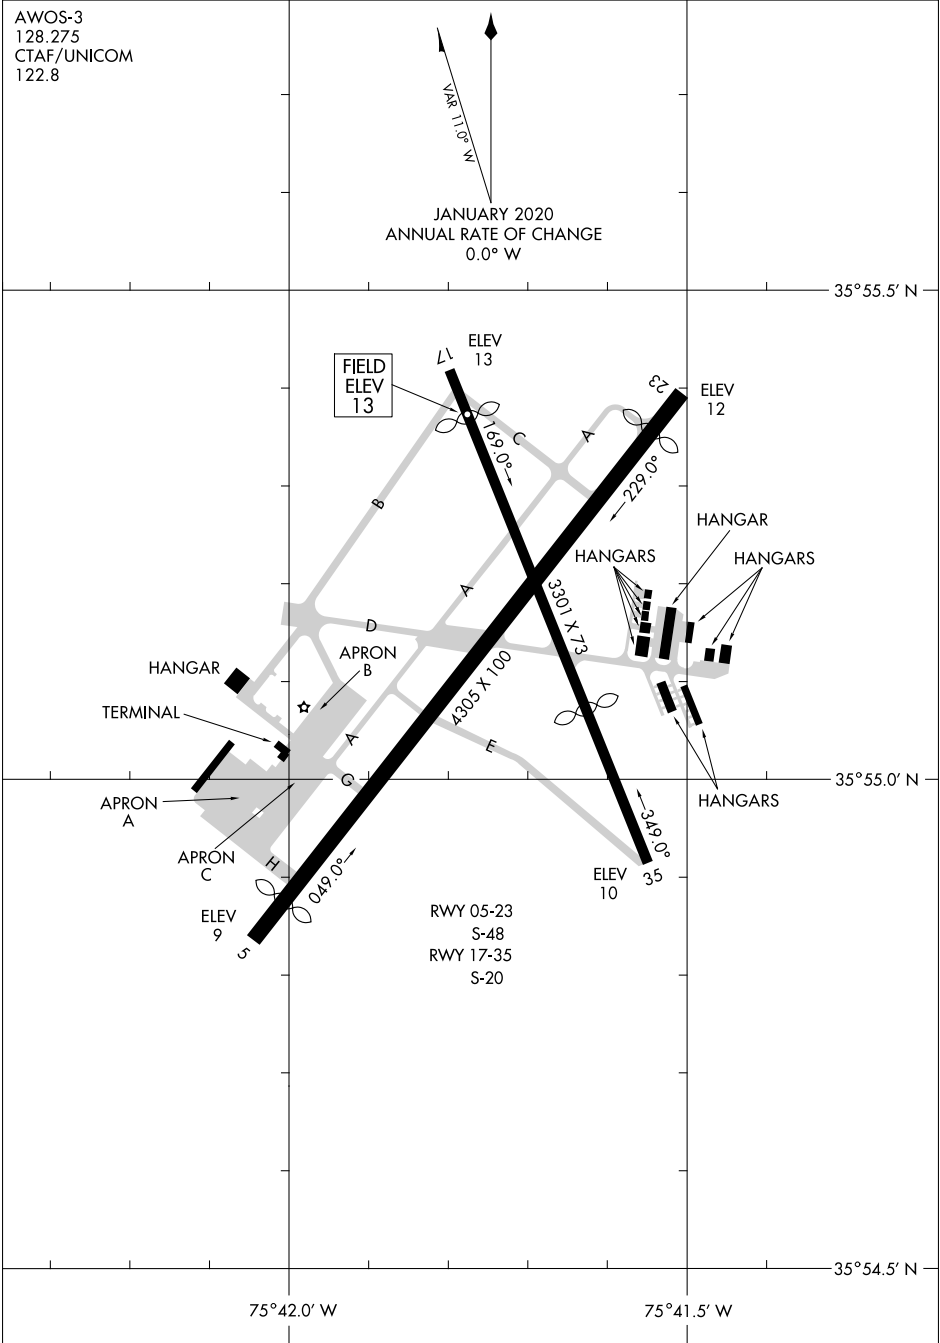 AWOS-3
128.275
CTAF/UNICOM
122.8
VAR 11.0° W
JANUARY 2020
ANNUAL RATE OF CHANGE
0.0° W
35°55.5' N
17
ELEV
13
FIELD
ELEV
13
23
ELEV
12
169.0°
C
A
229.0°
B
HANGAR
HANGARS
HANGARS
A
3301 X 73
D
APRON
B
HANGAR
4305 X 100
TERMINAL
A
E
G
35°55.0' N
APRON
A
HANGARS
349.0°
APRON
C
H
049.0°
ELEV
10
35
ELEV
9
5
RWY 05-23
S-48
RWY 17-35
S-20
35°54.5' N
75°42.0' W
75°41.5' W